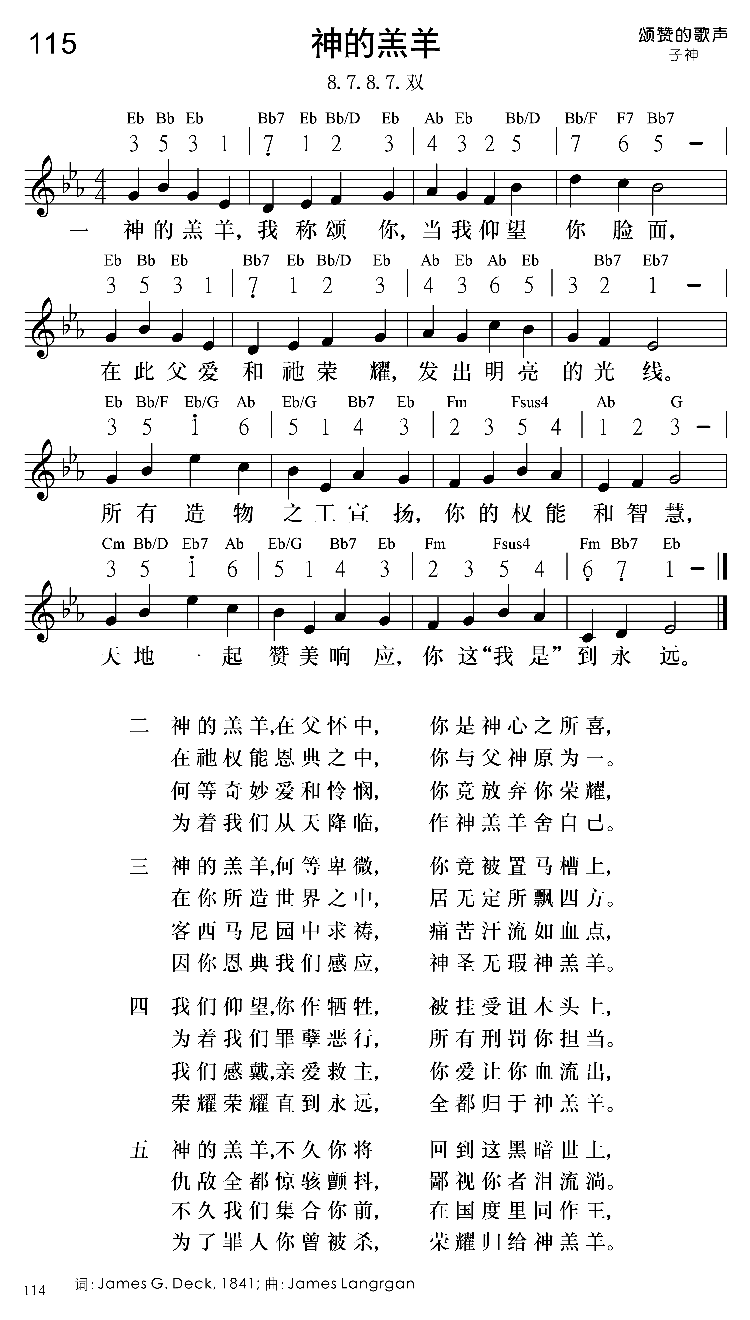 115
神的羔羊
颂赞的歌声
子神
8.7.8.7.双
Eb Bb Eb Bb7 Eb Bb/D Eb Ab Eb Bb/D Bb/F F7 Bb7
3 5 3 1 | 7 1 2 3 | 4 3 2 5 | 7 6 5 – |
4 4
一 神的羔羊,我称颂你,当我仰望你脸面,
Eb Bb Eb Bb7 Eb Bb/D Eb Ab Eb Ab Eb Bb7 Eb7
3 5 3 1 | 7 1 2 3 | 4 3 6 5 | 3 2 1 – |
在此父爱和祂荣耀,发出明亮的光线。
Eb Bb/F Eb/G Ab Eb/G Bb7 Eb Fm Fsus4 Ab G
3 5 1 6 | 5 1 4 3 | 2 3 5 4 | 1 2 3 – |
所有造物之工宣扬,你的权能和智慧,
Cm Bb/D Eb7 Ab Eb/G Bb7 Eb Fm Fsus4 Fm Bb7 Eb
3 5 1 6 | 5 1 4 3 | 2 3 5 4 | 6 7 1 –
天地一起赞美响应,你这“我是”到永远。
二 神的羔羊,在父怀中, 你是神心之所喜,
在祂权能恩典之中, 你与父神原为一。
何等奇妙爱和怜悯, 你竟放弃你荣耀,
为着我们从天降临, 作神羔羊舍自己。
三 神的羔羊,何等卑微, 你竟被置马槽上,
在你所造世界之中, 居无定所飘四方。
客西马尼园中求祷, 痛苦汗流如血点,
因你恩典我们感应, 神圣无瑕神羔羊。
四 我们仰望,你作牺牲, 被挂受诅木头上,
为着我们罪孽恶行, 所有刑罚你担当。
我们感戴,亲爱救主, 你爱让你血流出,
荣耀荣耀直到永远, 全都归于神羔羊。
五 神的羔羊,不久你将 回到这黑暗世上,
仇敌全都惊骇颤抖, 鄙视你者泪流淌。
不久我们集合你前, 在国度里同作王,
为了罪人你曾被杀, 荣耀归给神羔羊。
词: James G. Deck, 1841; 曲: James Langrgan
114